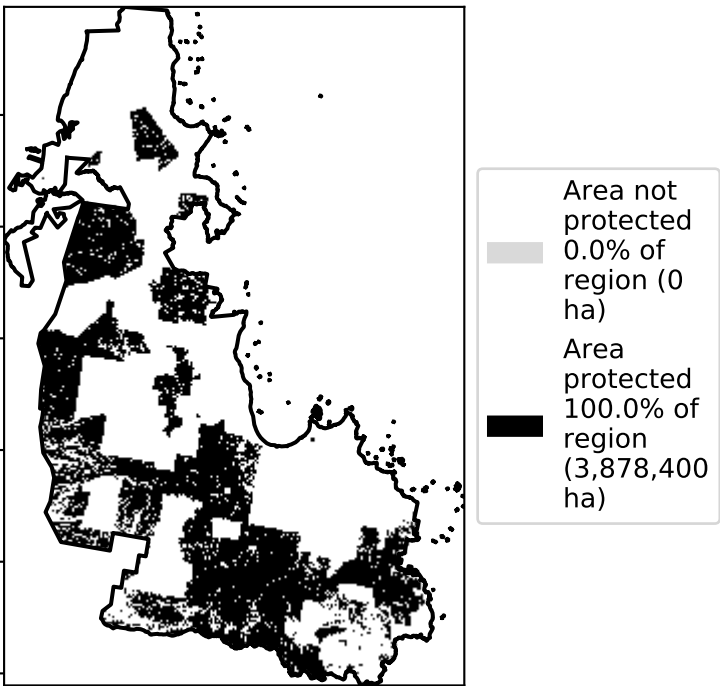 Area not
protected
0.0% of
region (0
ha)
Area
protected
100.0% of
region
(3,878,400
ha)